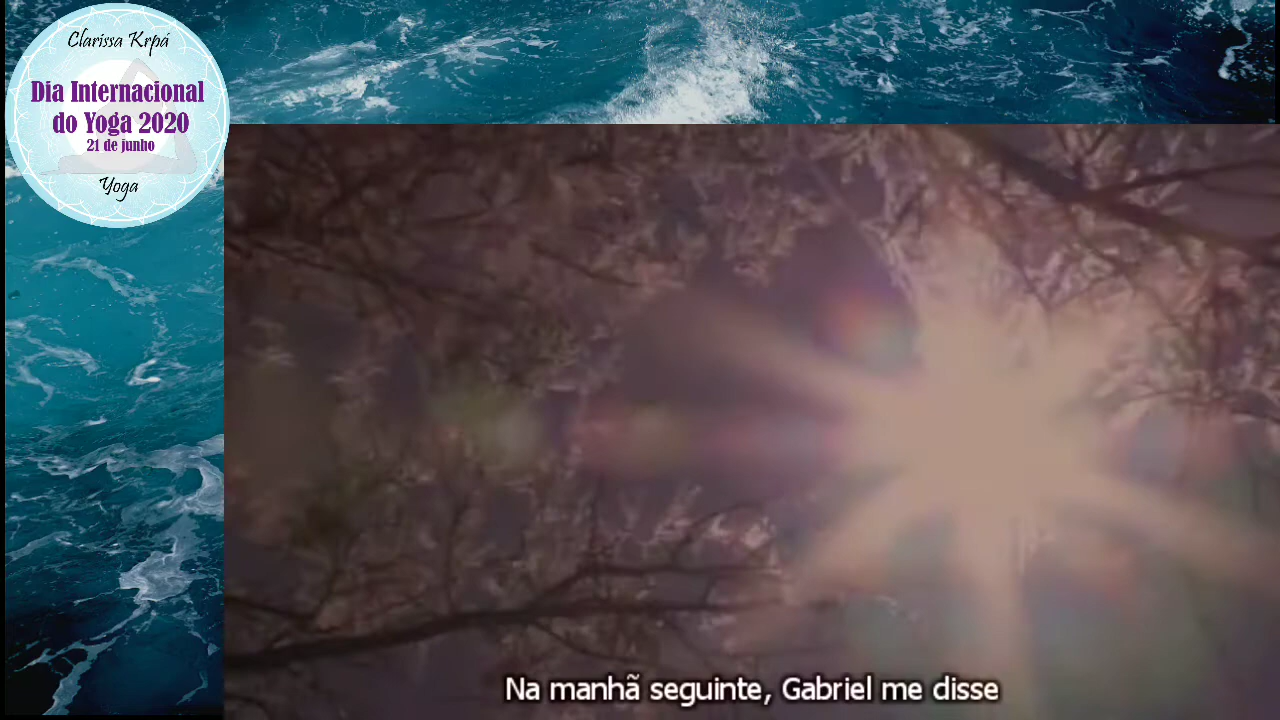 Clarissa Krpá
Dia Internacional
do Yoga 2020
21 de junho
Yoga
Na manhã seguinte, Gabriel me disse